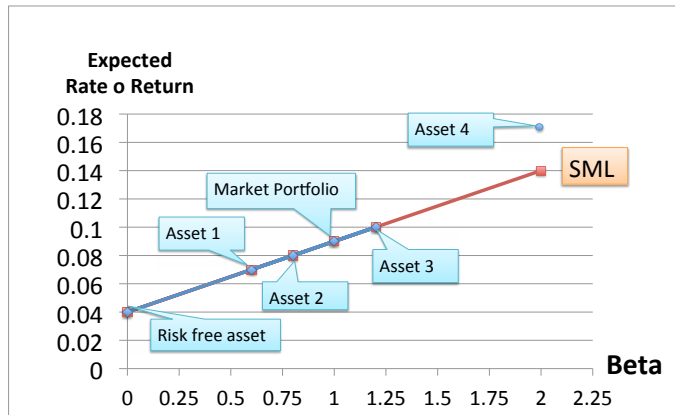 Expected
Rate o Return
0.18
0.16
0.14
0.12
0.1
0.08
0.06
0.04
0.02
0
Asset 4
SML
Market Portfolio
Asset 1
Asset 3
Asset 2
Risk free asset
Beta
0 0.25 0.5 0.75 1 1.25 1.5 1.75 2 2.25